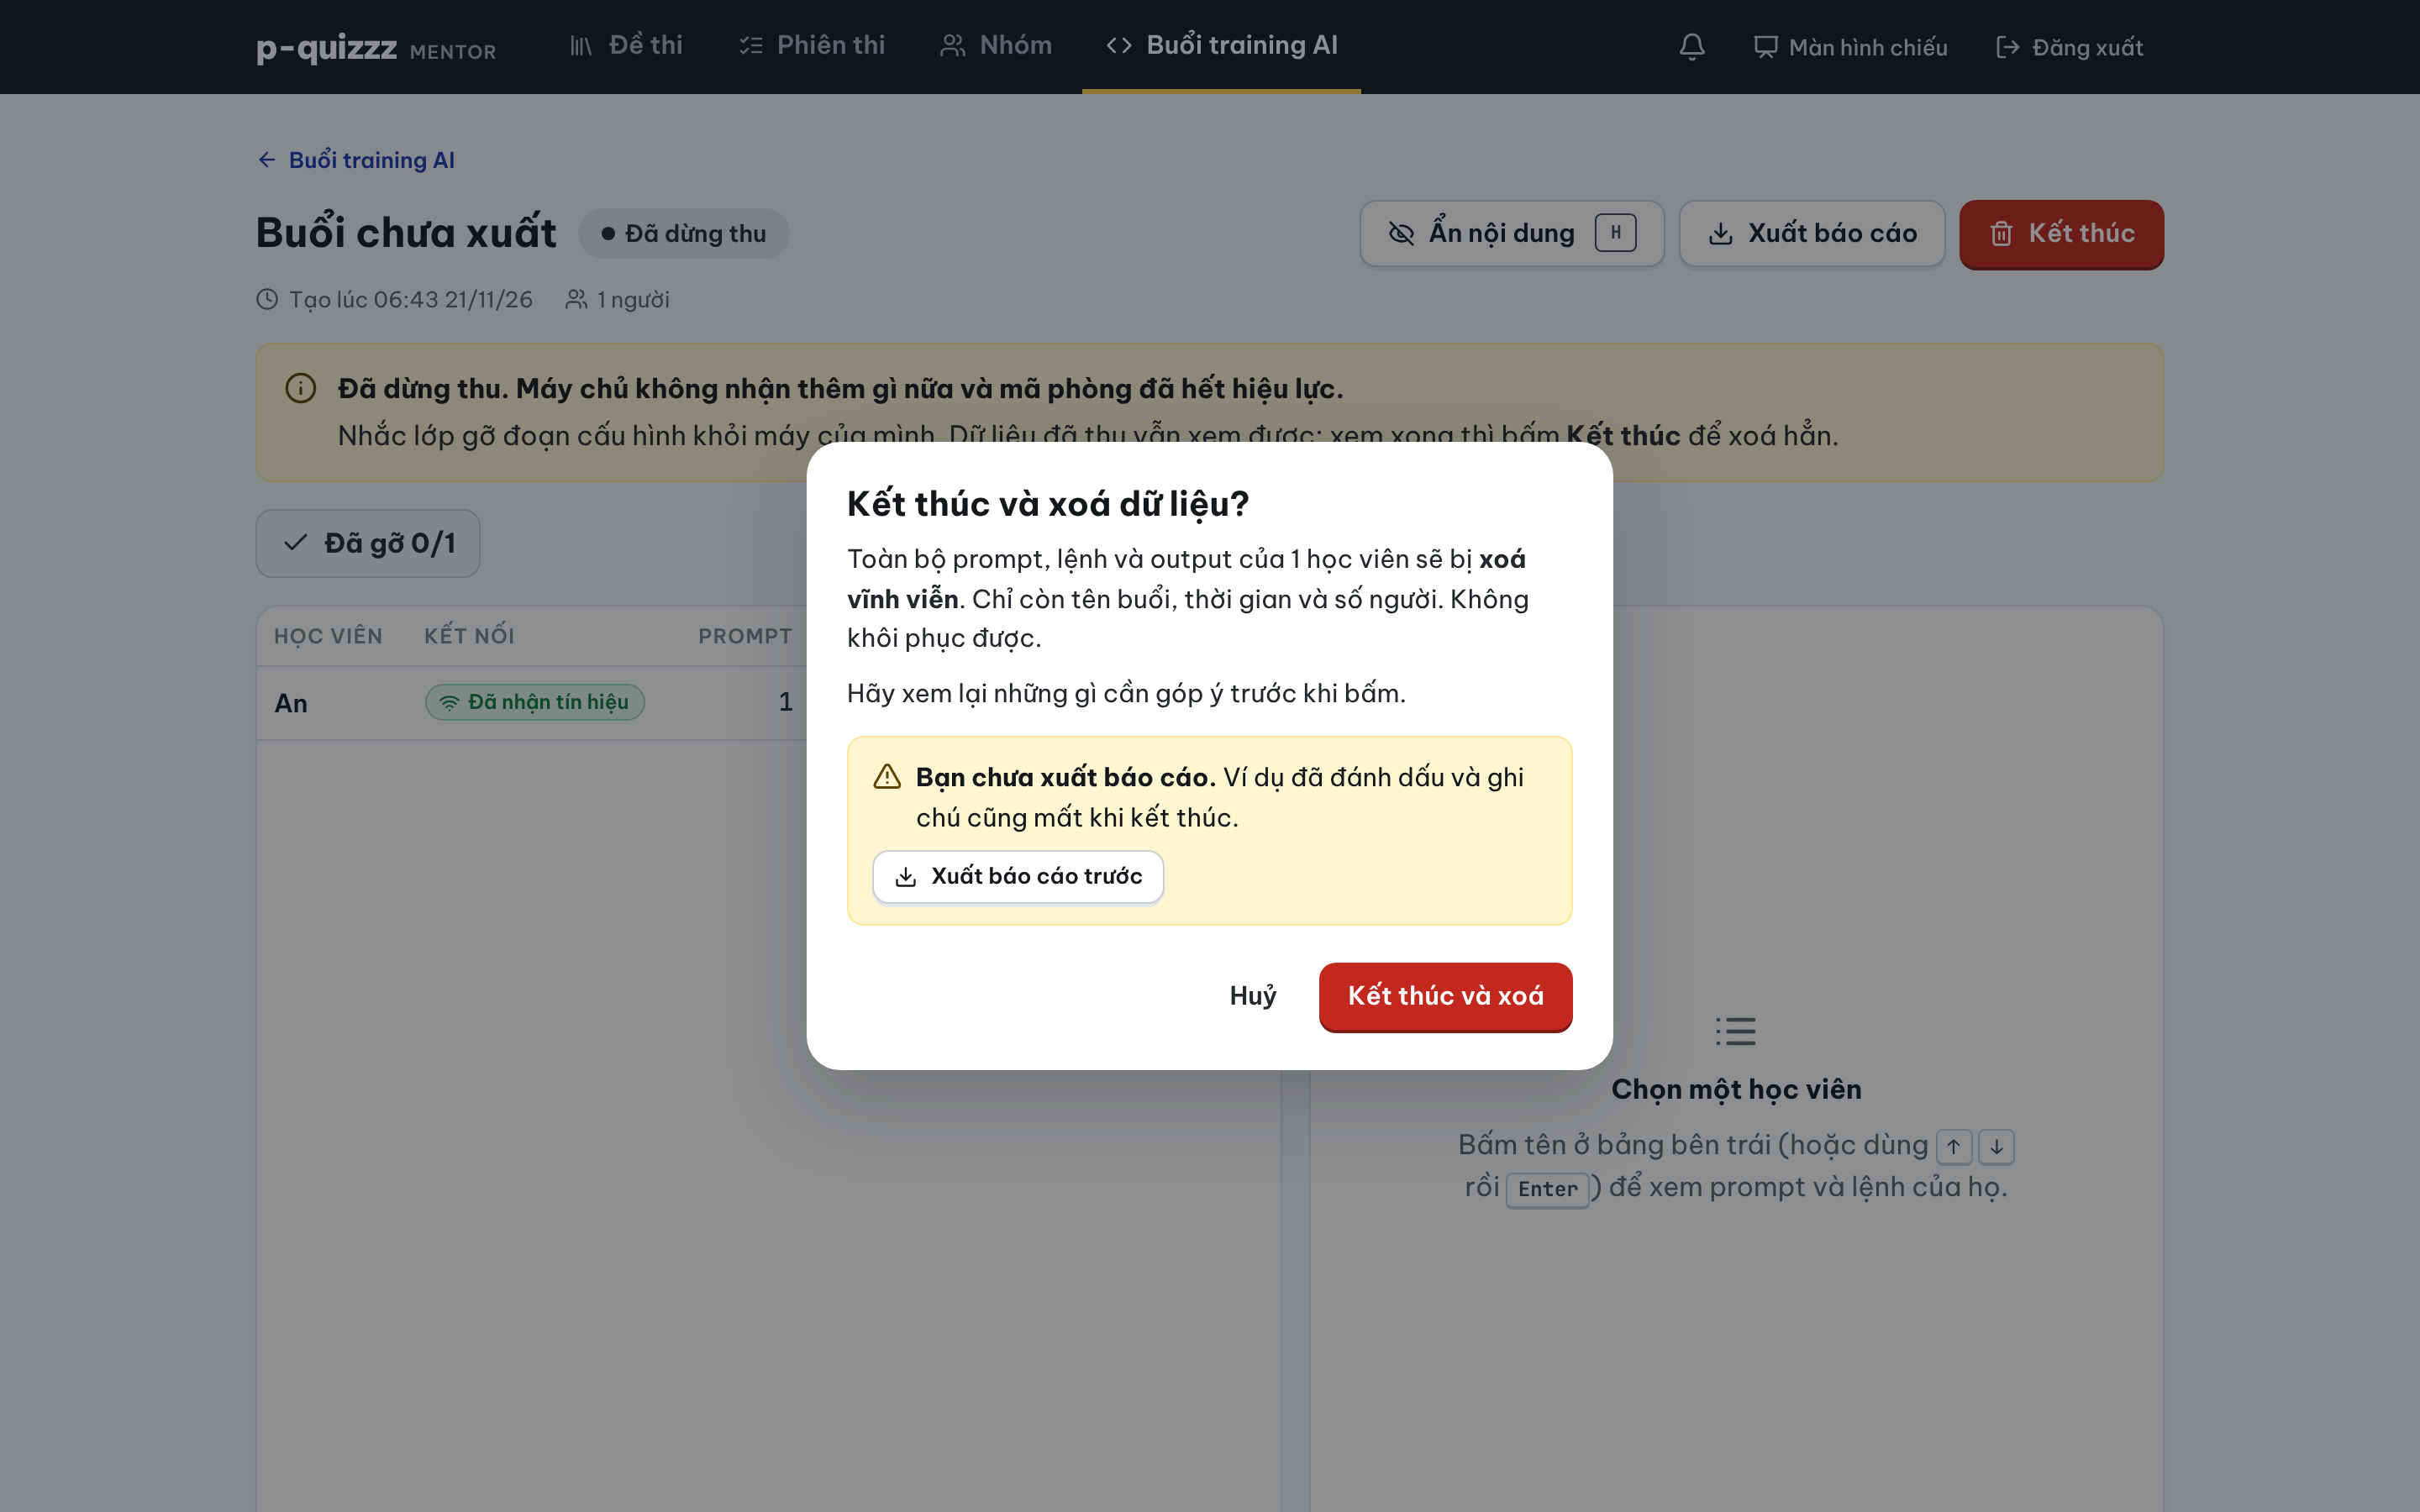 p-quizzz MENTOR
Đề thi
Phiên thi
Nhóm
Buổi training AI
Màn hình chiếu
Đăng xuất
Buổi training AI
Buổi chưa xuất
Đã dừng thu
Ẩn nội dung H
Xuất báo cáo
Kết thúc
Tạo lúc 06:43 21/11/26
1 người
Đã dừng thu. Máy chủ không nhận thêm gì nữa và mã phòng đã hết hiệu lực.
Nhắc lớp gỡ đoạn cấu hình khỏi máy của mình. Dữ liệu đã thu vẫn xem được; xem xong thì bấm Kết thúc để xoá hẳn.
Đã gỡ 0/1
HỌC VIÊN KẾT NỐI PROMPT
An Đã nhận tín hiệu 1
Kết thúc và xoá dữ liệu?
Toàn bộ prompt, lệnh và output của 1 học viên sẽ bị xoá
vĩnh viễn. Chỉ còn tên buổi, thời gian và số người. Không
khôi phục được.
Hãy xem lại những gì cần góp ý trước khi bấm.
Bạn chưa xuất báo cáo. Ví dụ đã đánh dấu và ghi
chú cũng mất khi kết thúc.
Xuất báo cáo trước
Huỷ
Kết thúc và xoá
Chọn một học viên
Bấm tên ở bảng bên trái (hoặc dùng ↑ ↓
rồi Enter) để xem prompt và lệnh của họ.